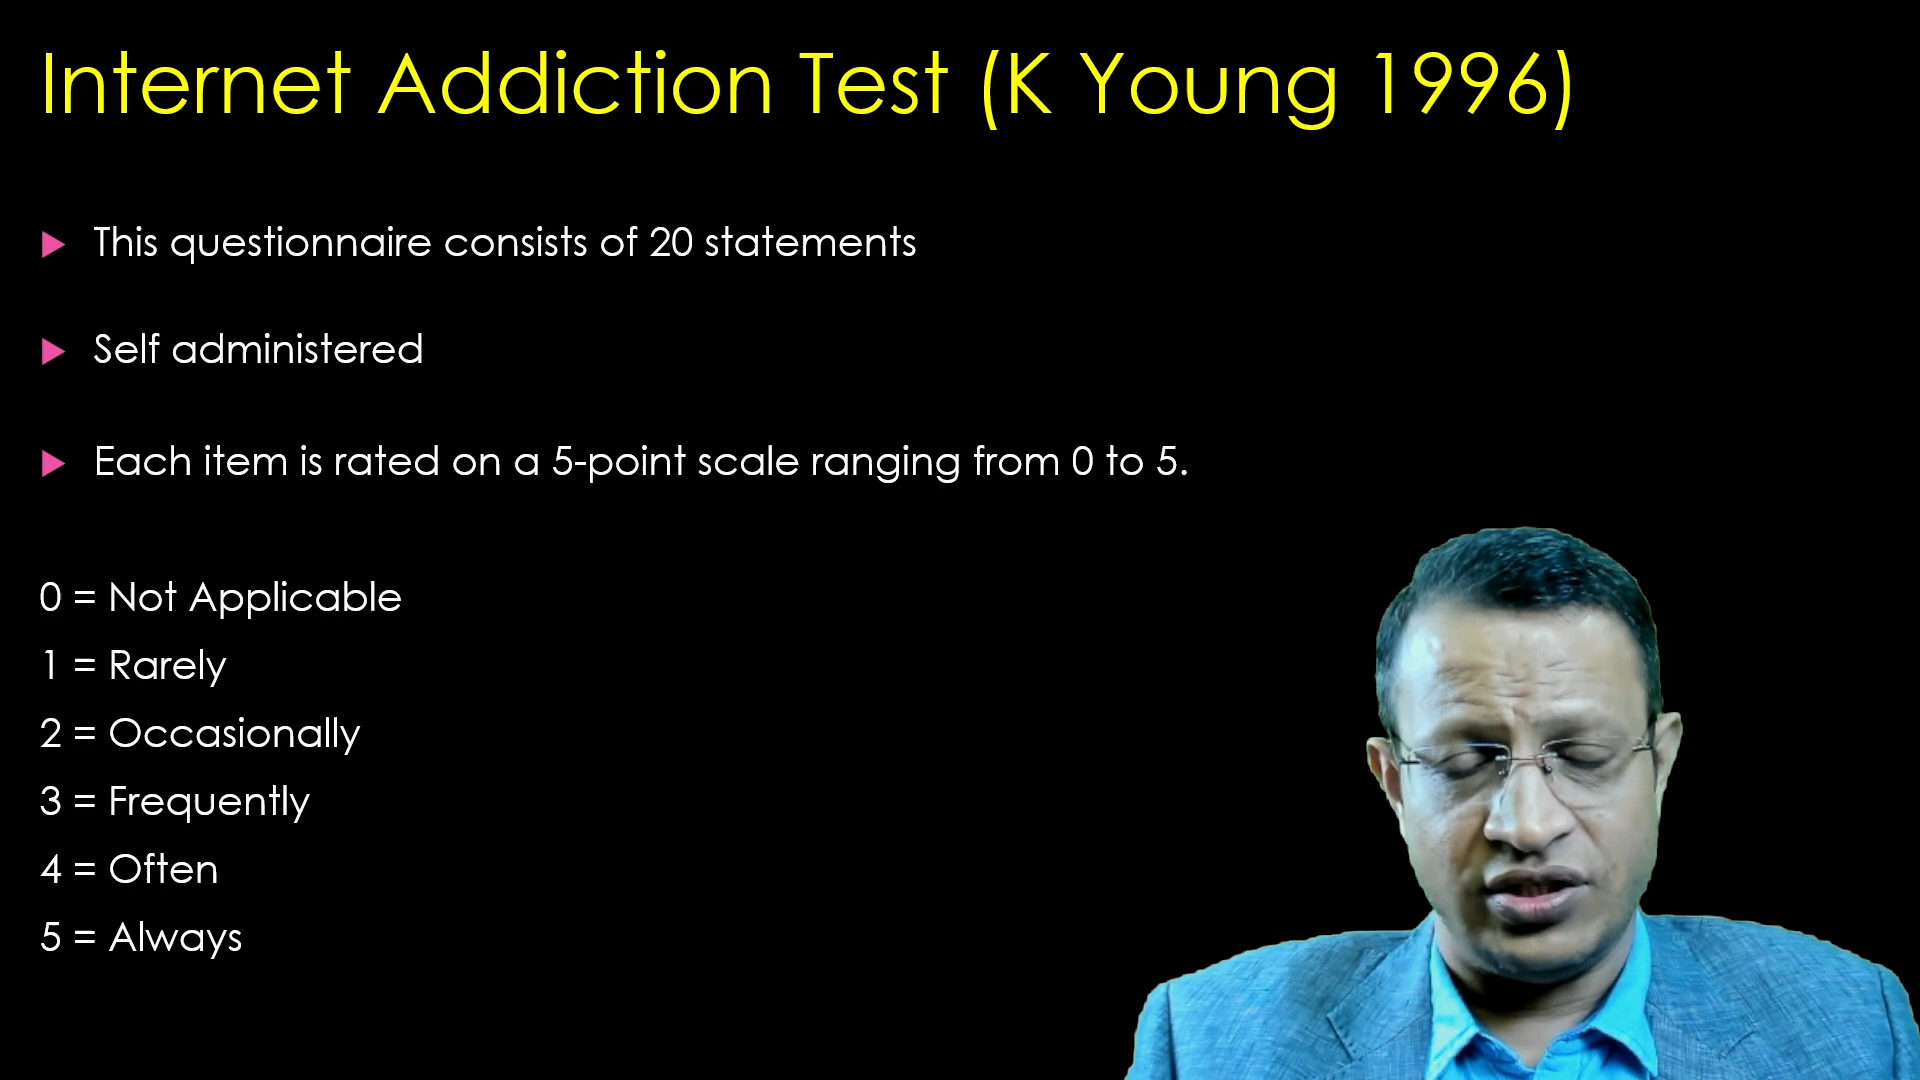 Internet Addiction Test (K Young 1996)
This questionnaire consists of 20 statements
Self administered
Each item is rated on a 5-point scale ranging from 0 to 5.
0 = Not Applicable
1 = Rarely
2 = Occasionally
3 = Frequently
4 = Often
5 = Always